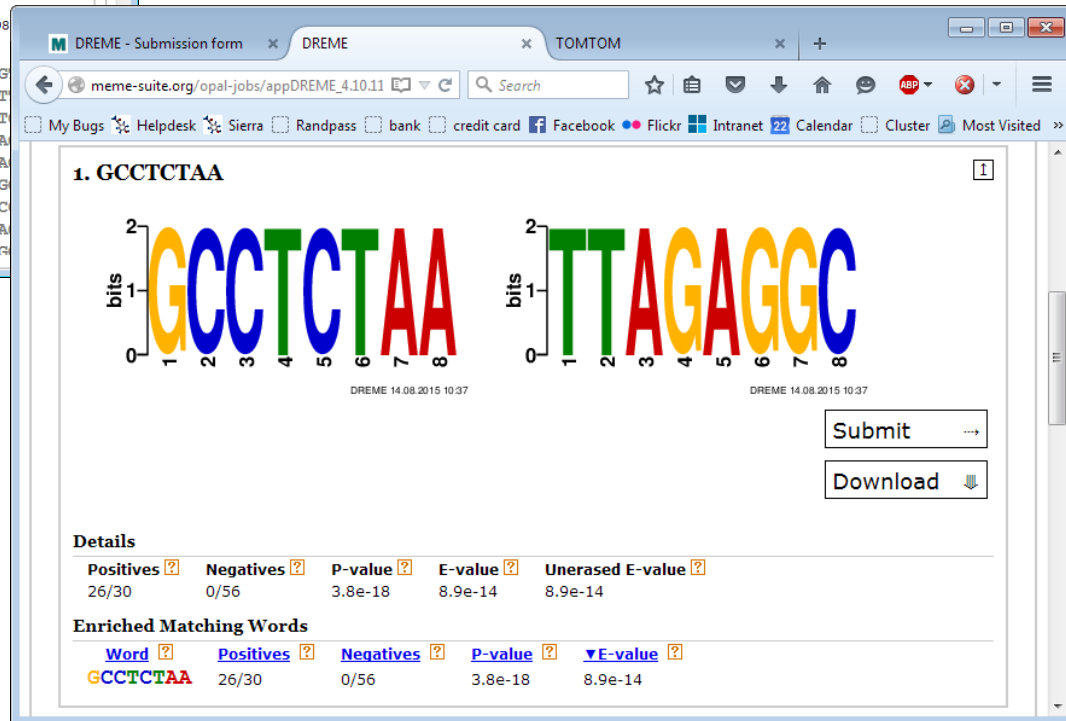 DREME - Submission form × DREME × TOMTOM × +
meme-suite.org/opal-jobs/appDREME_4.10.11 Search ABP
My Bugs Helpdesk Sierra Randpass bank credit card Facebook Flickr Intranet 22 Calendar Cluster Most Visited »
1. GCCTCTAA
2 2
bits 1 GCCTCTAA bits 1 TTAGAGGC
0 0
1 2 3 4 5 6 7 8 1 2 3 4 5 6 7 8
DREME 14.08.2015 10:37 DREME 14.08.2015 10:37
Submit
Download
Details
Positives ? Negatives ? P-value ? E-value ? Unerased E-value ?
26/30 0/56 3.8e-18 8.9e-14 8.9e-14
Enriched Matching Words
Word ? Positives ? Negatives ? P-value ? ▼E-value ?
GCCTCTAA 26/30 0/56 3.8e-18 8.9e-14